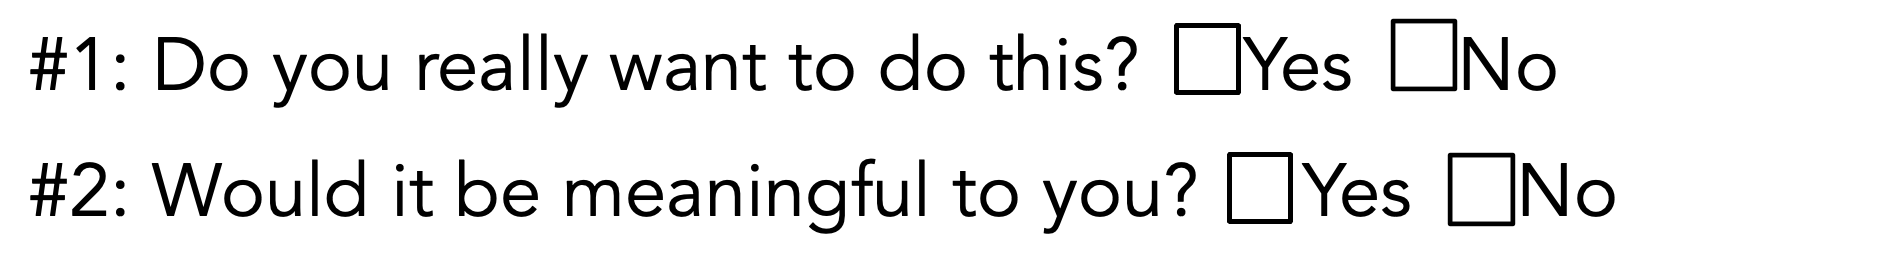 #1: Do you really want to do this? ☐Yes ☐No
#2: Would it be meaningful to you? ☐Yes ☐No